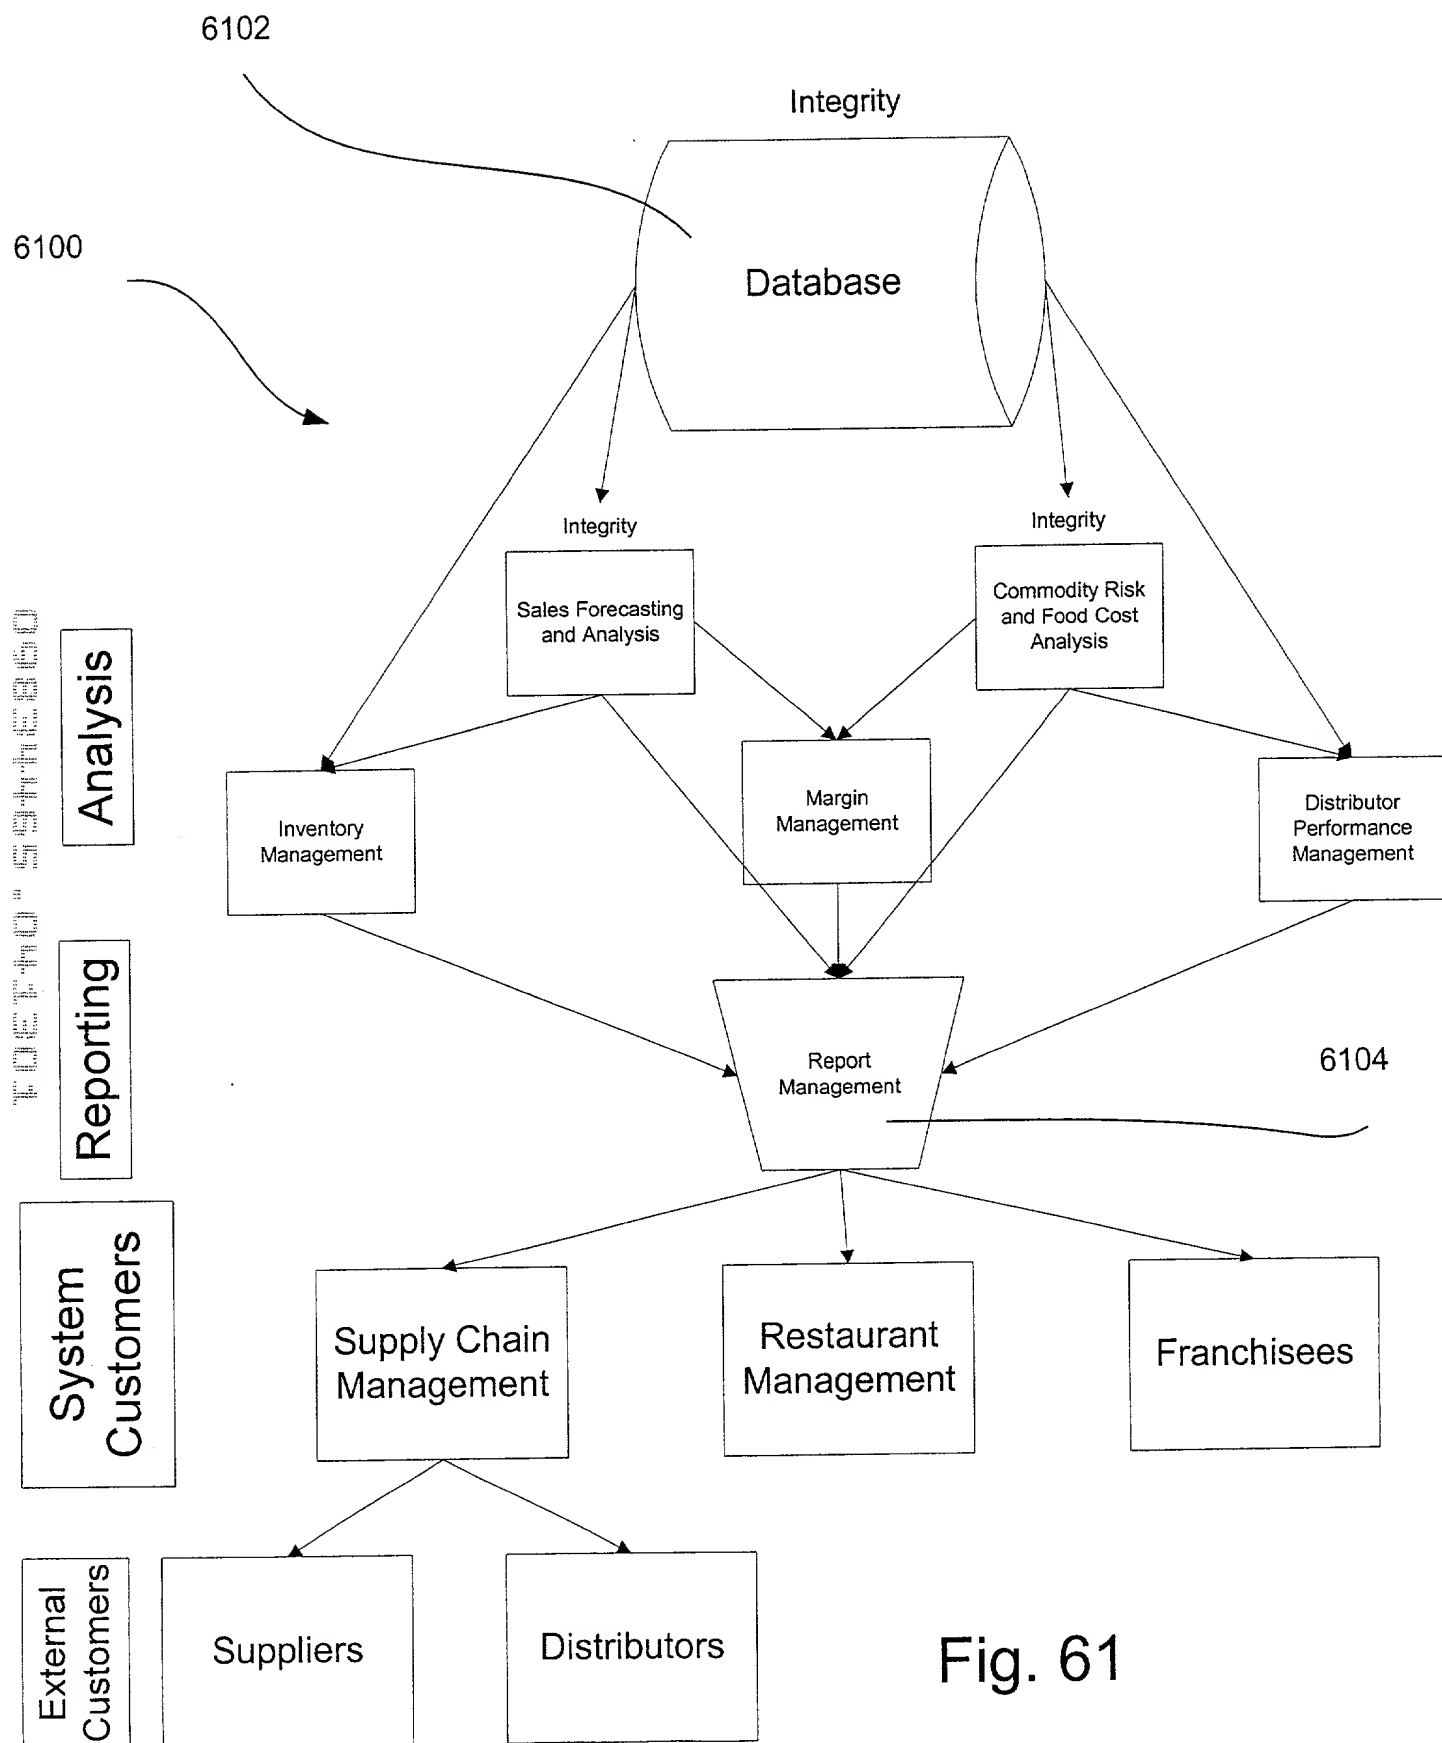 6102
Integrity
6100
Database
Integrity
Integrity
Sales Forecasting
and Analysis
Commodity Risk
and Food Cost
Analysis
Analysis
Inventory
Management
Margin
Management
Distributor
Performance
Management
Reporting
Report
Management
6104
System
Customers
Supply Chain
Management
Restaurant
Management
Franchisees
External
Customers
Suppliers
Distributors
Fig. 61